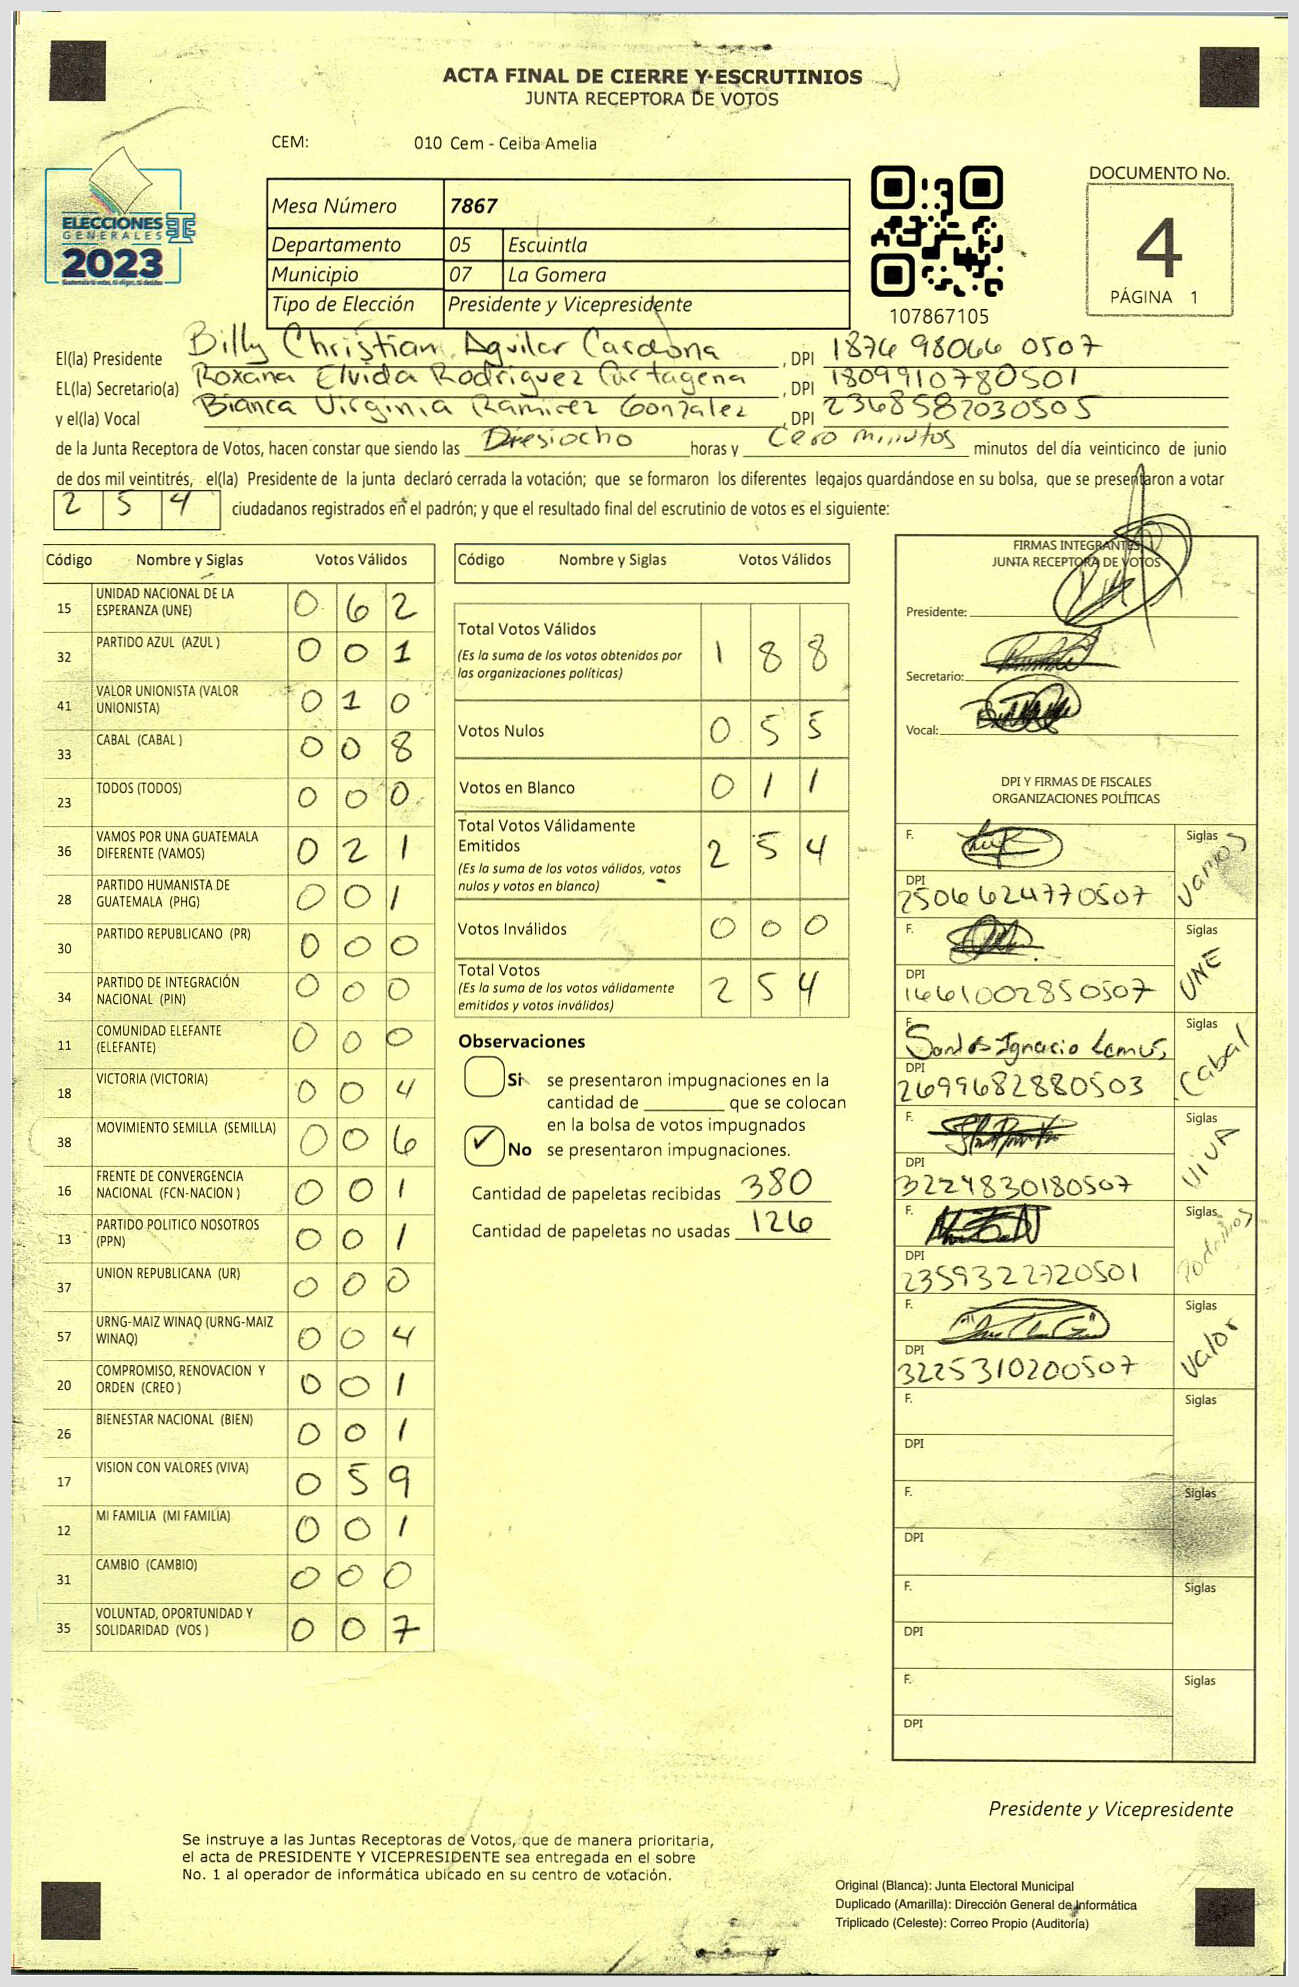 ACTA FINAL DE CIERRE Y ESCRUTINIOS
JUNTA RECEPTORA DE VOTOS
CEM: 010 Cem - Ceiba Amelia
ELECCIONES
GENERALES
2023
Mesa Número 7867
Departamento 05 Escuintla
Municipio 07 La Gomera
Tipo de Elección Presidente y Vicepresidente
107867105
DOCUMENTO No.
4
PÁGINA 1
El(la) Presidente Billy Christian Aguilar Cardona, DPI 1876 98066 0507
EL(la) Secretario(a) Roxana Elvida Rodriguez Cartagena, DPI 1809910780501
y el(la) Vocal Bianca Virginia Ramirez Gonzalez, DPI 2368582030505
de la Junta Receptora de Votos, hacen constar que siendo las Dresiocho horas y Cero minutos minutos del día veinticinco de junio
de dos mil veintitrés, el(la) Presidente de la junta declaró cerrada la votación; que se formaron los diferentes legajos quardándose en su bolsa, que se presentaron a votar
2 5 4 ciudadanos registrados en el padrón; y que el resultado final del escrutinio de votos es el siguiente:
Código Nombre y Siglas Votos Válidos
15 UNIDAD NACIONAL DE LA
ESPERANZA (UNE) 0 6 2
32 PARTIDO AZUL (AZUL ) 0 0 1
41 VALOR UNIONISTA (VALOR
UNIONISTA) 0 1 0
33 CABAL (CABAL ) 0 0 8
23 TODOS (TODOS) 0 0 0
36 VAMOS POR UNA GUATEMALA
DIFERENTE (VAMOS) 0 2 1
28 PARTIDO HUMANISTA DE
GUATEMALA (PHG) 0 0 1
30 PARTIDO REPUBLICANO (PR) 0 0 0
34 PARTIDO DE INTEGRACIÓN
NACIONAL (PIN) 0 0 0
11 COMUNIDAD ELEFANTE
(ELEFANTE) 0 0 0
18 VICTORIA (VICTORIA) 0 0 4
38 MOVIMIENTO SEMILLA (SEMILLA) 0 0 6
16 FRENTE DE CONVERGENCIA
NACIONAL (FCN-NACION ) 0 0 1
13 PARTIDO POLITICO NOSOTROS
(PPN) 0 0 1
37 UNION REPUBLICANA (UR) 0 0 0
57 URNG-MAIZ WINAQ (URNG-MAIZ
WINAQ) 0 0 4
20 COMPROMISO, RENOVACION Y
ORDEN (CREO ) 0 0 1
26 BIENESTAR NACIONAL (BIEN) 0 0 1
17 VISION CON VALORES (VIVA) 0 5 9
12 MI FAMILIA (MI FAMILIA) 0 0 1
31 CAMBIO (CAMBIO) 0 0 0
35 VOLUNTAD, OPORTUNIDAD Y
SOLIDARIDAD (VOS ) 0 0 7
Código Nombre y Siglas Votos Válidos
Total Votos Válidos 1 8 8
(Es la suma de los votos obtenidos por
las organizaciones políticas)
Votos Nulos 0 5 5
Votos en Blanco 0 1 1
Total Votos Válidamente
Emitidos 2 5 4
(Es la suma de los votos válidos, votos
nulos y votos en blanco)
Votos Inválidos 0 0 0
Total Votos 2 5 4
(Es la suma de los votos válidamente
emitidos y votos inválidos)
Observaciones
Si se presentaron impugnaciones en la
cantidad de ________ que se colocan
en la bolsa de votos impugnados
✓ No se presentaron impugnaciones.
Cantidad de papeletas recibidas 380
Cantidad de papeletas no usadas 126
FIRMAS INTEGRANTES
JUNTA RECEPTORA DE VOTOS
Presidente:
Secretario:
Vocal:
DPI Y FIRMAS DE FISCALES
ORGANIZACIONES POLÍTICAS
F. Siglas Vamos
DPI 2506624770507
F. Siglas UNE
DPI 1661002850507
F. Santos Ignacio Lemus, Siglas Cabal
DPI 2699682880503
F. Siglas VIVA
DPI 3224830180507
F. Siglas Podemos
DPI 2359322720501
F. Siglas Valor
DPI 3225310200507
F. Siglas
DPI
F. Siglas
DPI
F. Siglas
DPI
F. Siglas
DPI
Presidente y Vicepresidente
Se instruye a las Juntas Receptoras de Votos, que de manera prioritaria,
el acta de PRESIDENTE Y VICEPRESIDENTE sea entregada en el sobre
No. 1 al operador de informática ubicado en su centro de votación.
Original (Blanca): Junta Electoral Municipal
Duplicado (Amarilla): Dirección General de Informática
Triplicado (Celeste): Correo Propio (Auditoría)